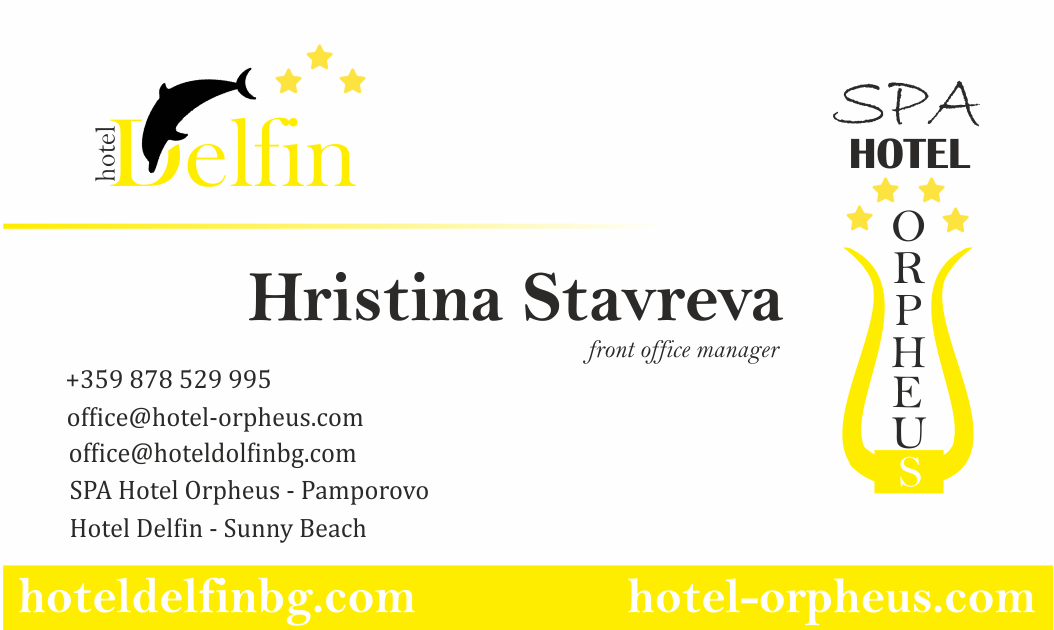 hotel
Delfin
SPA
HOTEL
ORPHEUS
Hristina Stavreva
front office manager
+359 878 529 995
office@hotel-orpheus.com
office@hoteldolfinbg.com
SPA Hotel Orpheus - Pamporovo
Hotel Delfin - Sunny Beach
hoteldelfinbg.com
hotel-orpheus.com